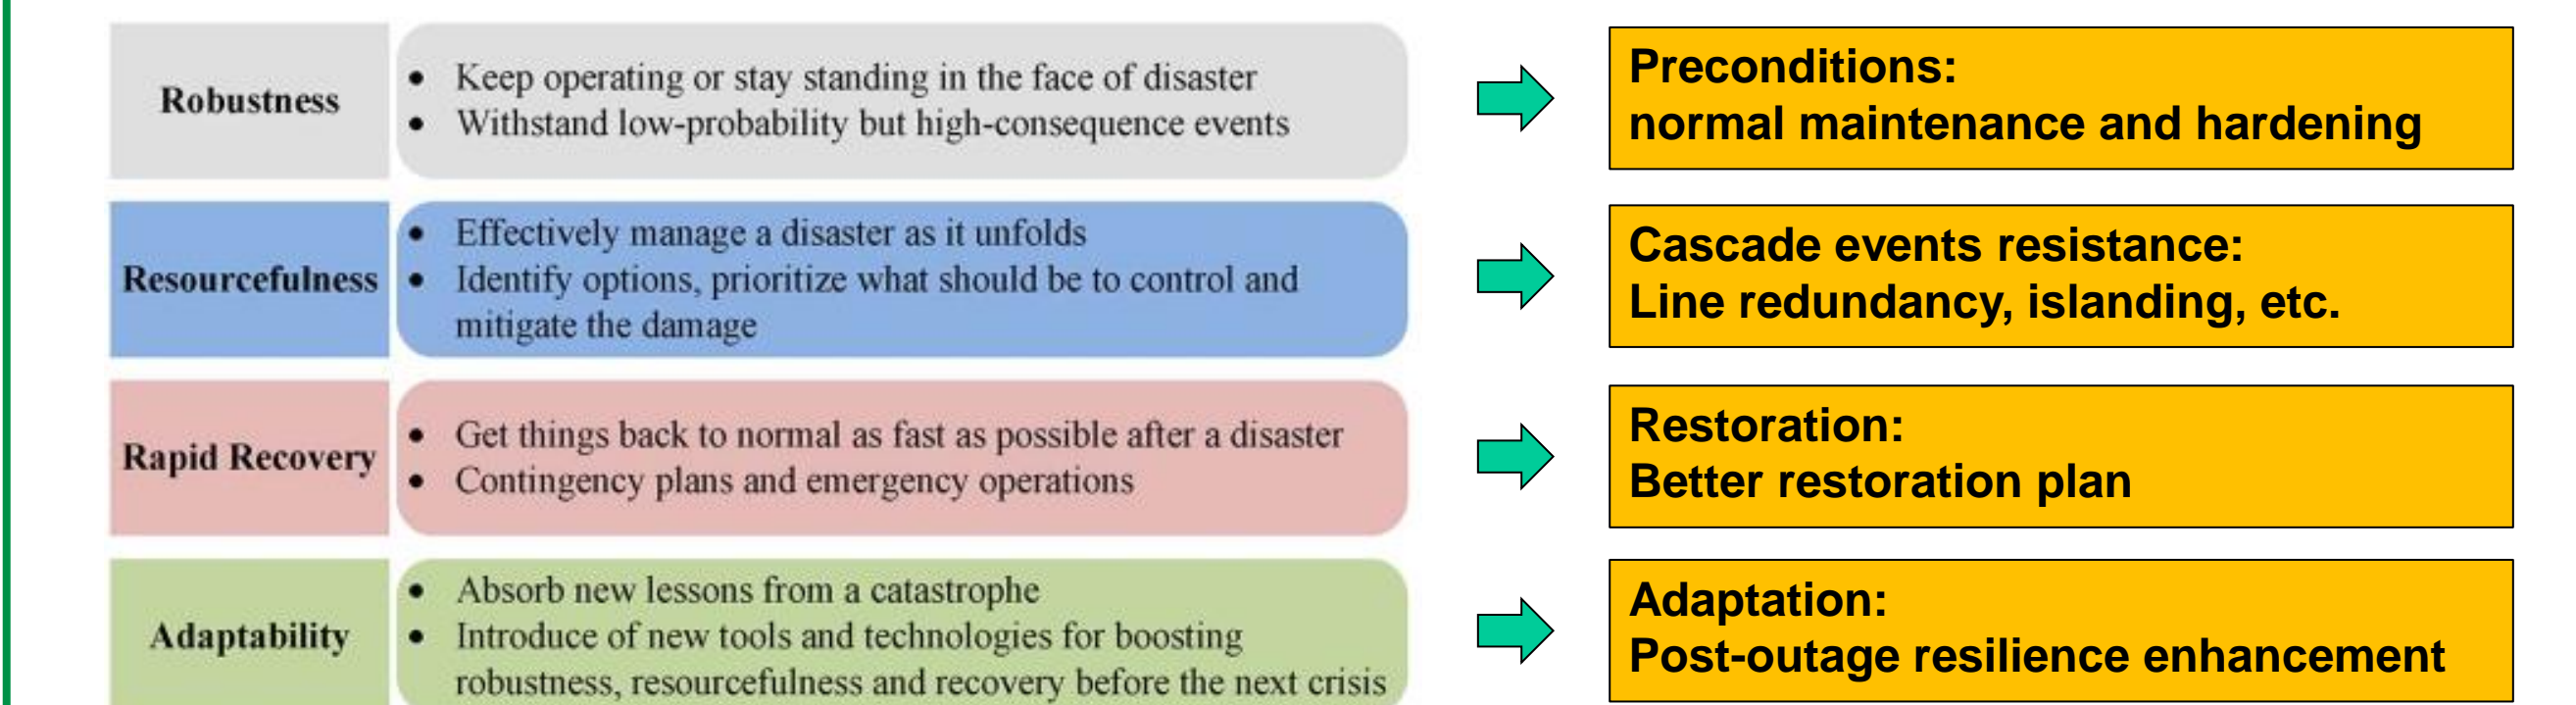 Robustness
• Keep operating or stay standing in the face of disaster
• Withstand low-probability but high-consequence events
Preconditions:
normal maintenance and hardening
Resourcefulness
• Effectively manage a disaster as it unfolds
• Identify options, prioritize what should be to control and
mitigate the damage
Cascade events resistance:
Line redundancy, islanding, etc.
Rapid Recovery
• Get things back to normal as fast as possible after a disaster
• Contingency plans and emergency operations
Restoration:
Better restoration plan
Adaptability
• Absorb new lessons from a catastrophe
• Introduce of new tools and technologies for boosting
robustness, resourcefulness and recovery before the next crisis
Adaptation:
Post-outage resilience enhancement